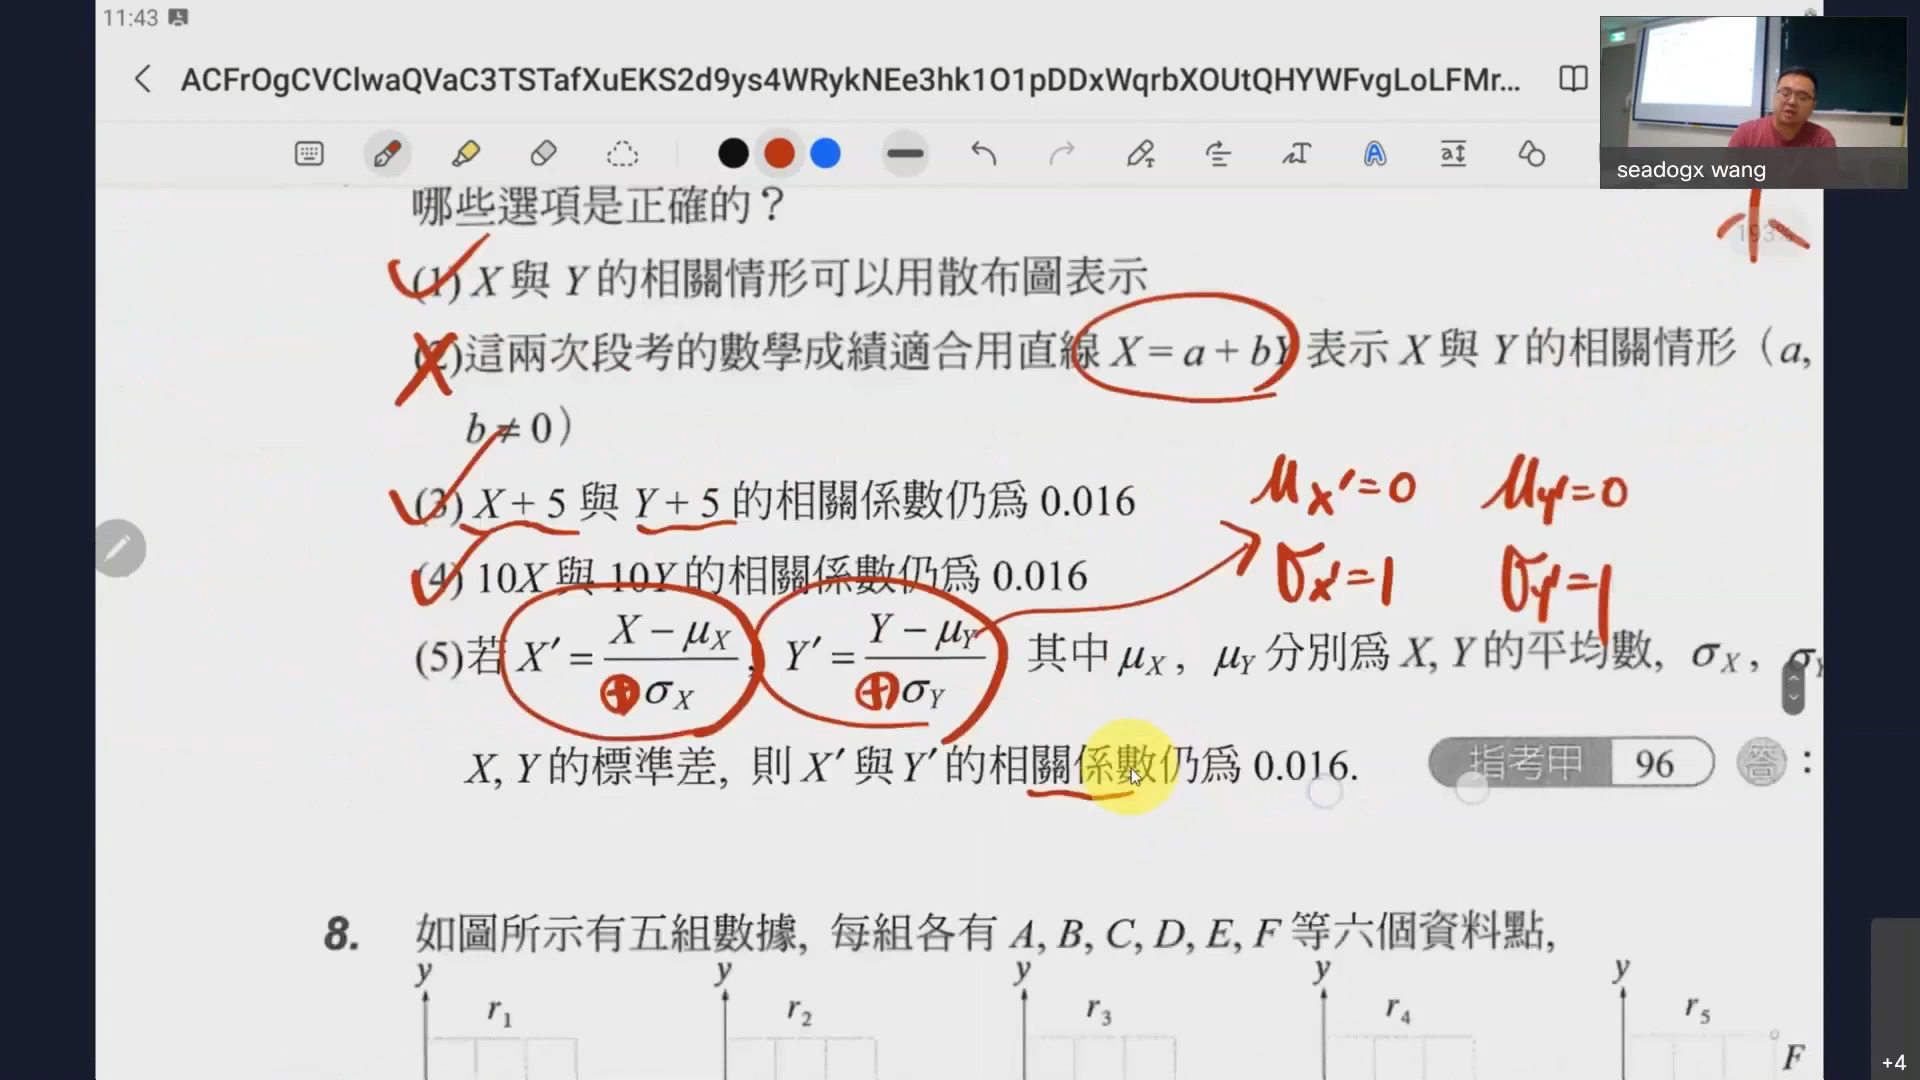 11:43
ACFrOgCVClwaQVaC3TSTafXuEKS2d9ys4WRykNEe3hk1O1pDDxWqrbXOUtQHYWFvgLoLFMr...
seadogx wang
193%
哪些選項是正確的？
(1) X 與 Y 的相關情形可以用散布圖表示
(2)這兩次段考的數學成績適合用直線 X = a + bY 表示 X 與 Y 的相關情形（a,
b ≠ 0）
(3) X + 5 與 Y + 5 的相關係數仍爲 0.016
μx'=0 μy'=0
(4) 10X 與 10Y 的相關係數仍爲 0.016
σx'=1 σy'=1
(5)若 X′ = (X − μX)/(+ σX), Y′ = (Y − μY)/(+ σY) 其中 μX, μY 分別爲 X, Y 的平均數, σX, σY
X, Y 的標準差, 則 X′ 與 Y′ 的相關係數仍爲 0.016. 指考甲 96 答：
8. 如圖所示有五組數據, 每組各有 A, B, C, D, E, F 等六個資料點,
y y y y y
r1 r2 r3 r4 r5
F
+4